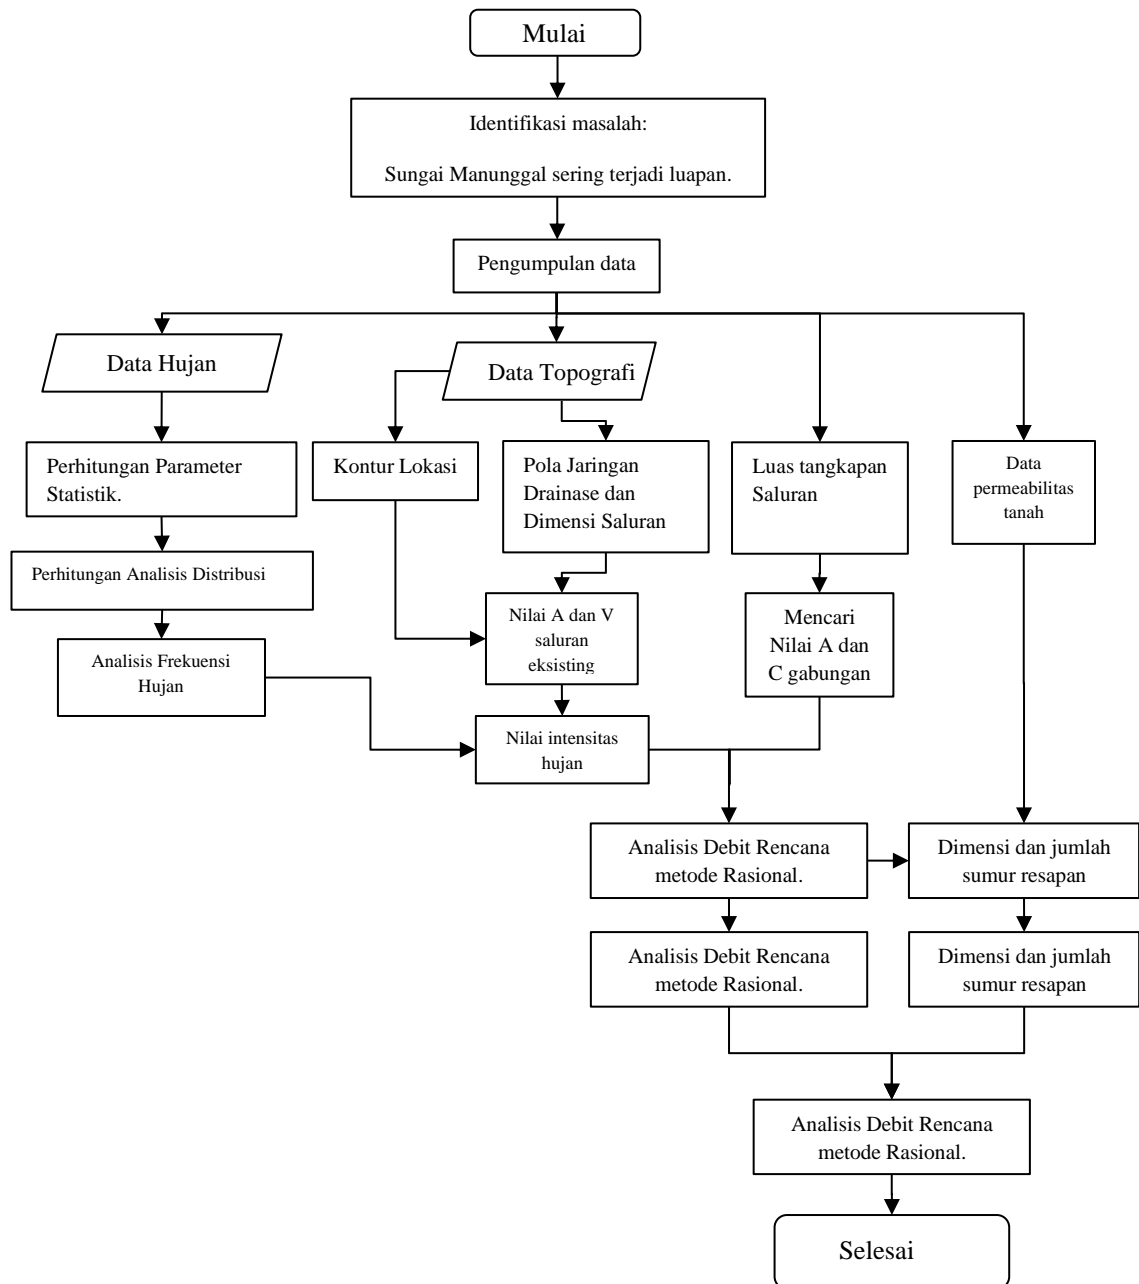 Mulai
Identifikasi masalah:
Sungai Manunggal sering terjadi luapan.
Pengumpulan data
Data Hujan
Data Topografi
Perhitungan Parameter
Statistik.
Kontur Lokasi
Pola Jaringan
Drainase dan
Dimensi Saluran
Luas tangkapan
Saluran
Data
permeabilitas
tanah
Perhitungan Analisis Distribusi
Nilai A dan V
saluran
eksisting
Mencari
Nilai A dan
C gabungan
Analisis Frekuensi
Hujan
Nilai intensitas
hujan
Analisis Debit Rencana
metode Rasional.
Dimensi dan jumlah
sumur resapan
Analisis Debit Rencana
metode Rasional.
Dimensi dan jumlah
sumur resapan
Analisis Debit Rencana
metode Rasional.
Selesai